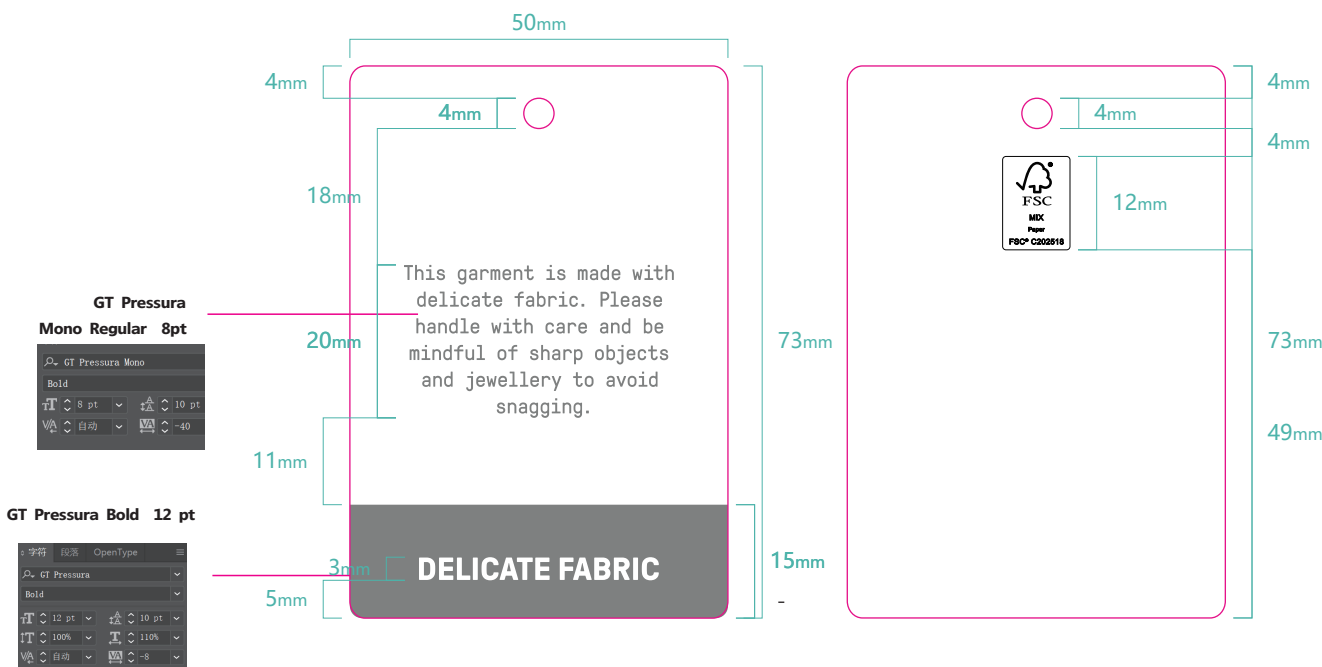 50mm
4mm
4mm
18mm
This garment is made with
delicate fabric. Please
handle with care and be
mindful of sharp objects
and jewellery to avoid
snagging.
20mm
11mm
73mm
DELICATE FABRIC
3mm
5mm
15mm
-
GT Pressura
Mono Regular 8pt
GT Pressura Mono
Bold
8 pt 10 pt
自动 -40
GT Pressura Bold 12 pt
字符 段落 OpenType
GT Pressura
Bold
12 pt 10 pt
100% 110%
自动 -8
4mm
4mm
4mm
FSC
MIX
Paper
FSC® C202518
12mm
73mm
49mm